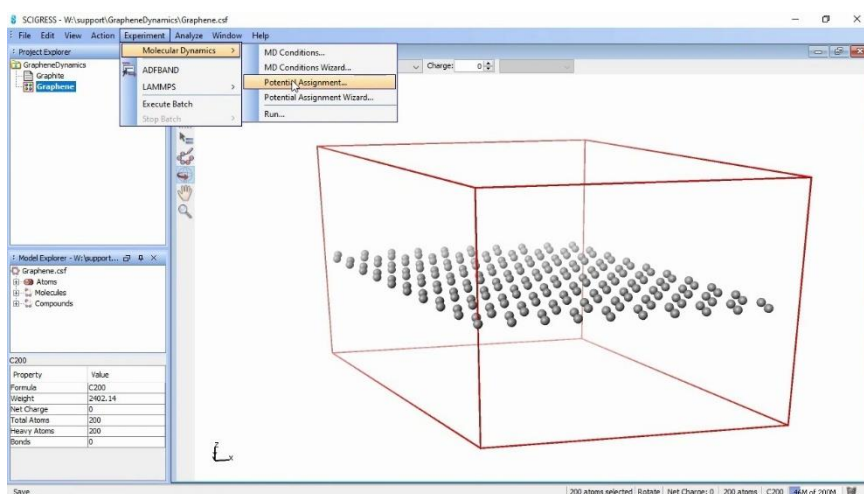 SCIGRESS - W:\support\GrapheneDynamics\Graphene.csf
File Edit View Action Experiment Analyze Window Help
Project Explorer
GrapheneDynamics
Graphite
Graphene
Molecular Dynamics
ADFBAND
LAMMPS
Execute Batch
Stop Batch
MD Conditions...
MD Conditions Wizard...
Potential Assignment...
Potential Assignment Wizard...
Run...
Charge: 0
Model Explorer - W:\support...
Graphene.csf
Atoms
Molecules
Compounds
C200
Property Value
Formula C200
Weight 2402.14
Net Charge 0
Total Atoms 200
Heavy Atoms 200
Bonds 0
z
x
Save
200 atoms selected Rotate Net Charge: 0 200 atoms C200 46M of 200M